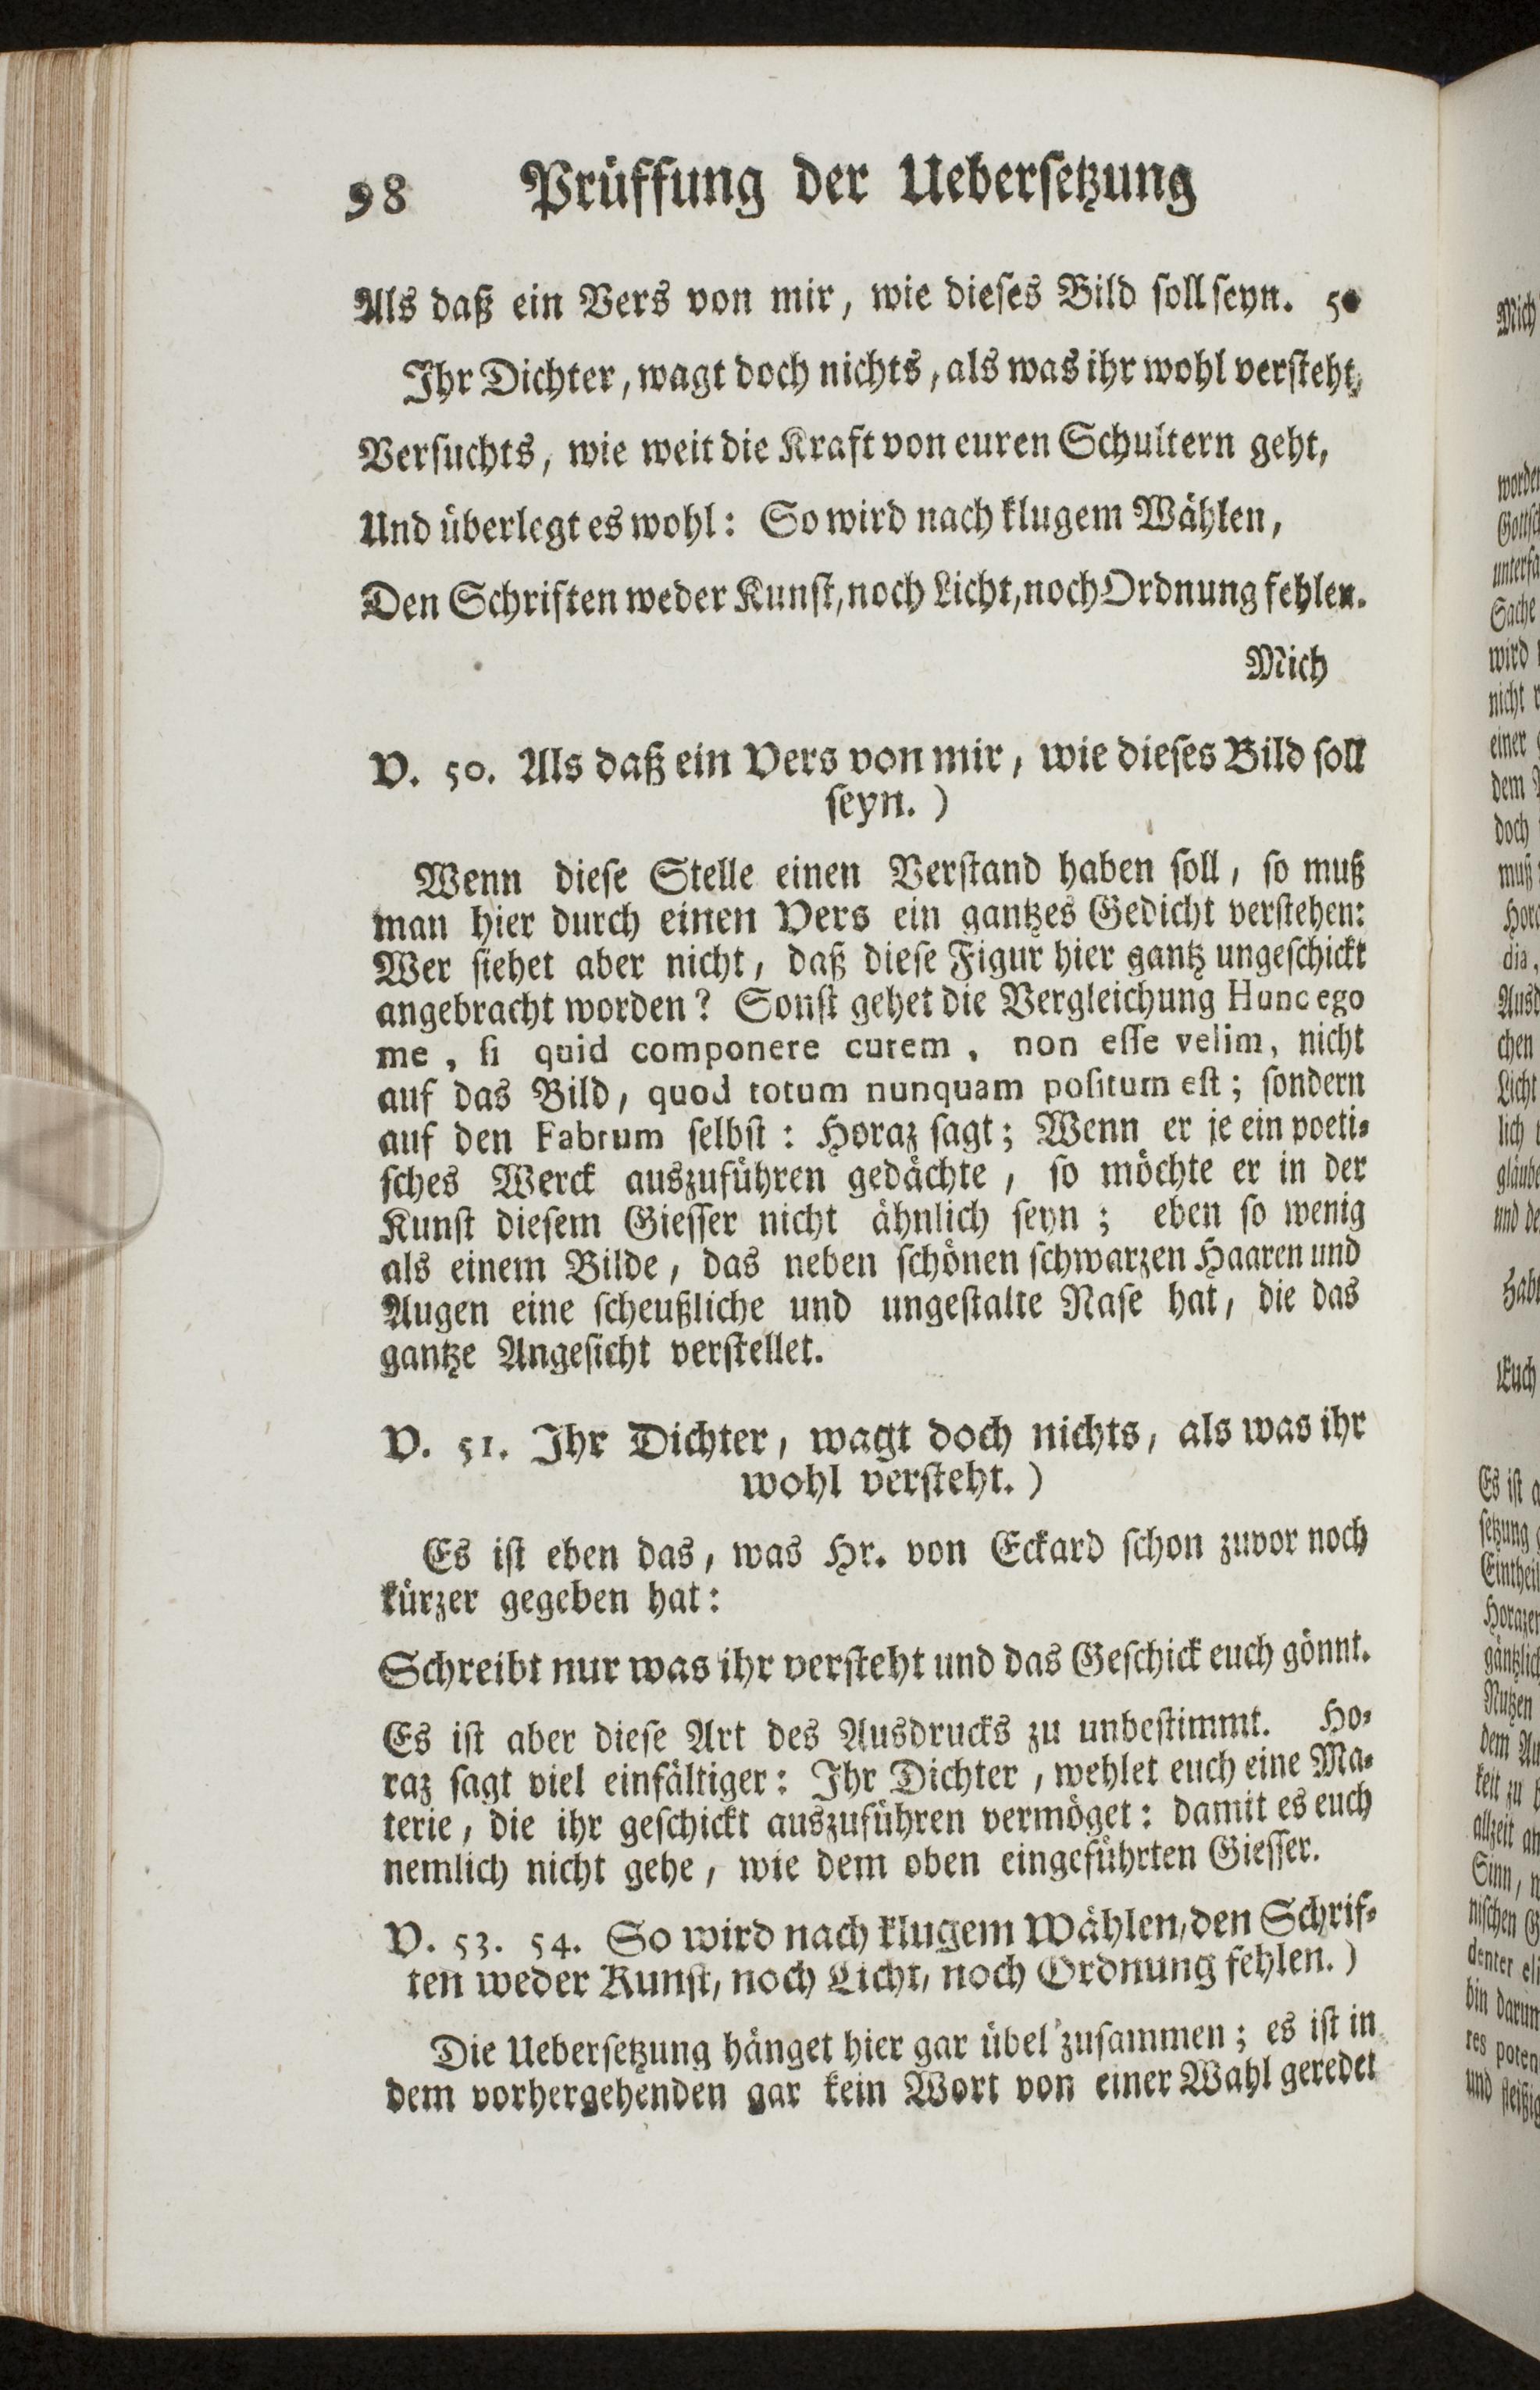 98 Prüffung der Uebersetzung
Als daß ein Vers von mir, wie dieses Bild soll seyn. 50
Ihr Dichter, wagt doch nichts, als was ihr wohl versteht,
Versuchts, wie weit die Kraft von euren Schultern geht,
Und überlegt es wohl: So wird nach klugem Wählen,
Den Schriften weder Kunst, noch Licht, noch Ordnung fehlen.
Mich
V. 50. Als daß ein Vers von mir, wie dieses Bild soll
seyn. )
Wenn diese Stelle einen Verstand haben soll, so muß
man hier durch einen Vers ein gantzes Gedicht verstehen:
Wer siehet aber nicht, daß diese Figur hier gantz ungeschickt
angebracht worden? Sonst gehet die Vergleichung Hunc ego
me, si quid componere curem, non esse velim, nicht
auf das Bild, quod totum nunquam positum est; sondern
auf den Fabrum selbst: Horaz sagt; Wenn er je ein poeti-
sches Werck auszuführen gedächte, so möchte er in der
Kunst diesem Giesser nicht ähnlich seyn; eben so wenig
als einem Bilde, das neben schönen schwarzen Haaren und
Augen eine scheußliche und ungestalte Nase hat, die das
gantze Angesicht verstellet.
V. 51. Ihr Dichter, wagt doch nichts, als was ihr
wohl versteht. )
Es ist eben das, was Hr. von Eckard schon zuvor noch
kürzer gegeben hat:
Schreibt nur was ihr versteht und das Geschick euch gönnt.
Es ist aber diese Art des Ausdrucks zu unbestimmt. Ho-
raz sagt viel einfältiger: Ihr Dichter, wehlet euch eine Ma-
terie, die ihr geschickt auszuführen vermöget: damit es euch
nemlich nicht gehe, wie dem oben eingeführten Giesser.
V. 53. 54. So wird nach klugem Wählen, den Schrif-
ten weder Kunst, noch Licht, noch Ordnung fehlen. )
Die Uebersetzung hänget hier gar übel zusammen; es ist in
dem vorhergehenden gar kein Wort von einer Wahl geredet